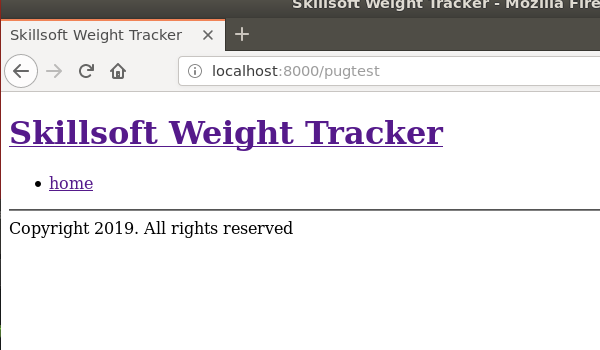 Skillsoft Weight Tracker - Mozilla Fire
Skillsoft Weight Tracker
localhost:8000/pugtest
Skillsoft Weight Tracker
home
Copyright 2019. All rights reserved